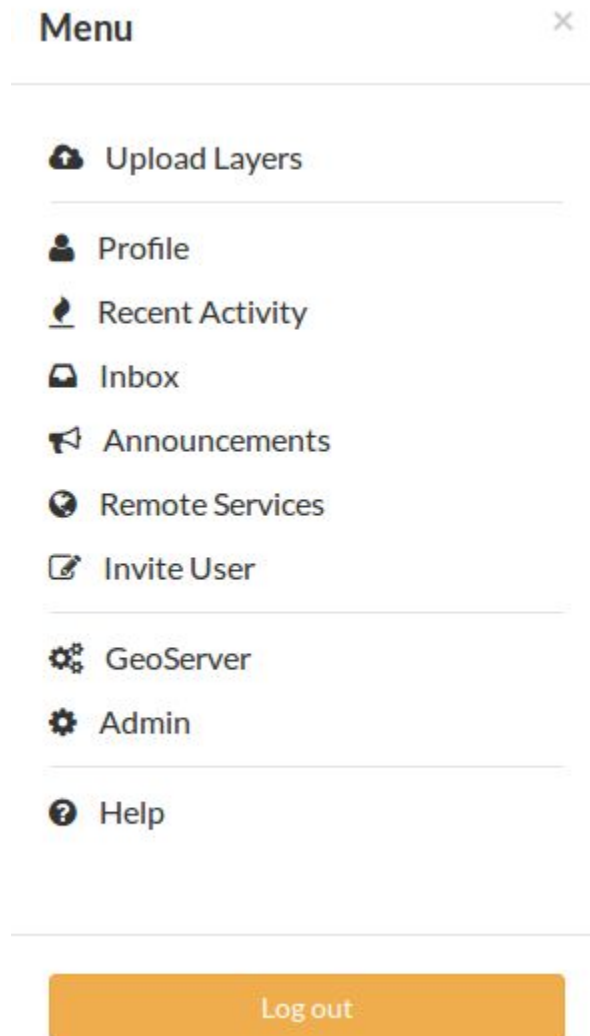 Menu ×
Upload Layers
Profile
Recent Activity
Inbox
Announcements
Remote Services
Invite User
GeoServer
Admin
Help
Log out